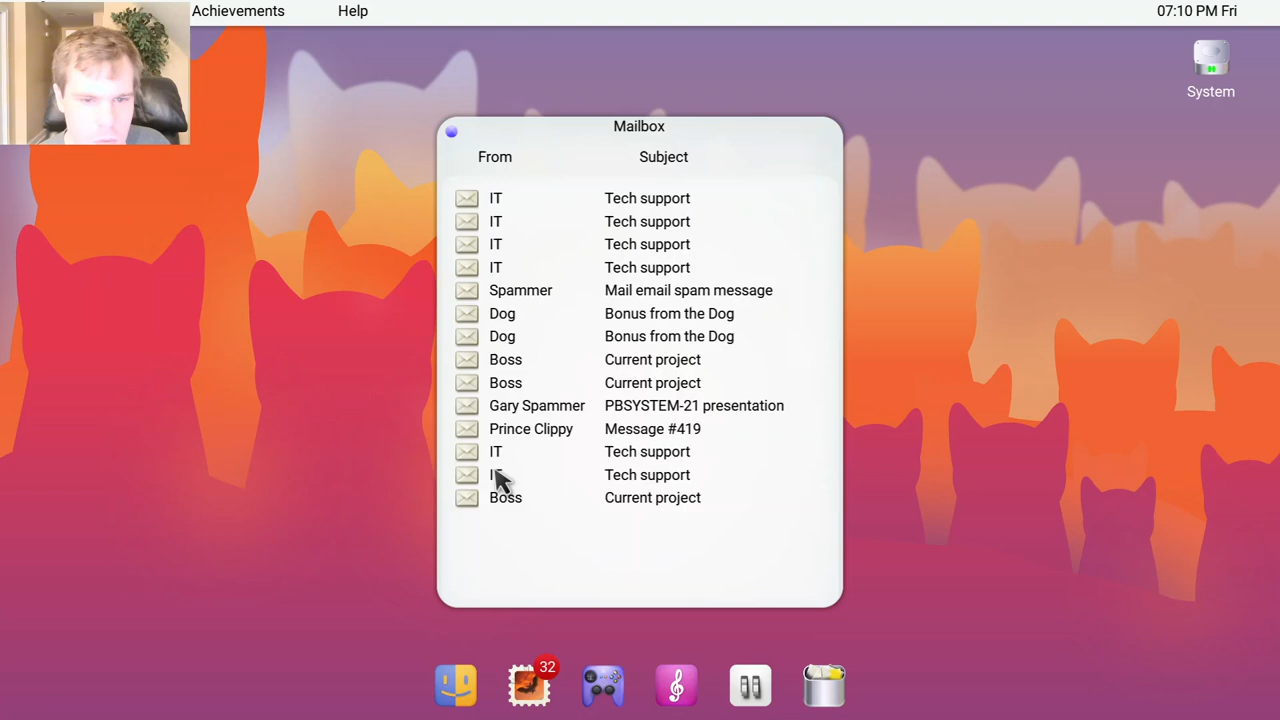 Achievements Help 07:10 PM Fri
System
Mailbox
From Subject
IT Tech support
IT Tech support
IT Tech support
IT Tech support
Spammer Mail email spam message
Dog Bonus from the Dog
Dog Bonus from the Dog
Boss Current project
Boss Current project
Gary Spammer PBSYSTEM-21 presentation
Prince Clippy Message #419
IT Tech support
IT Tech support
Boss Current project
32